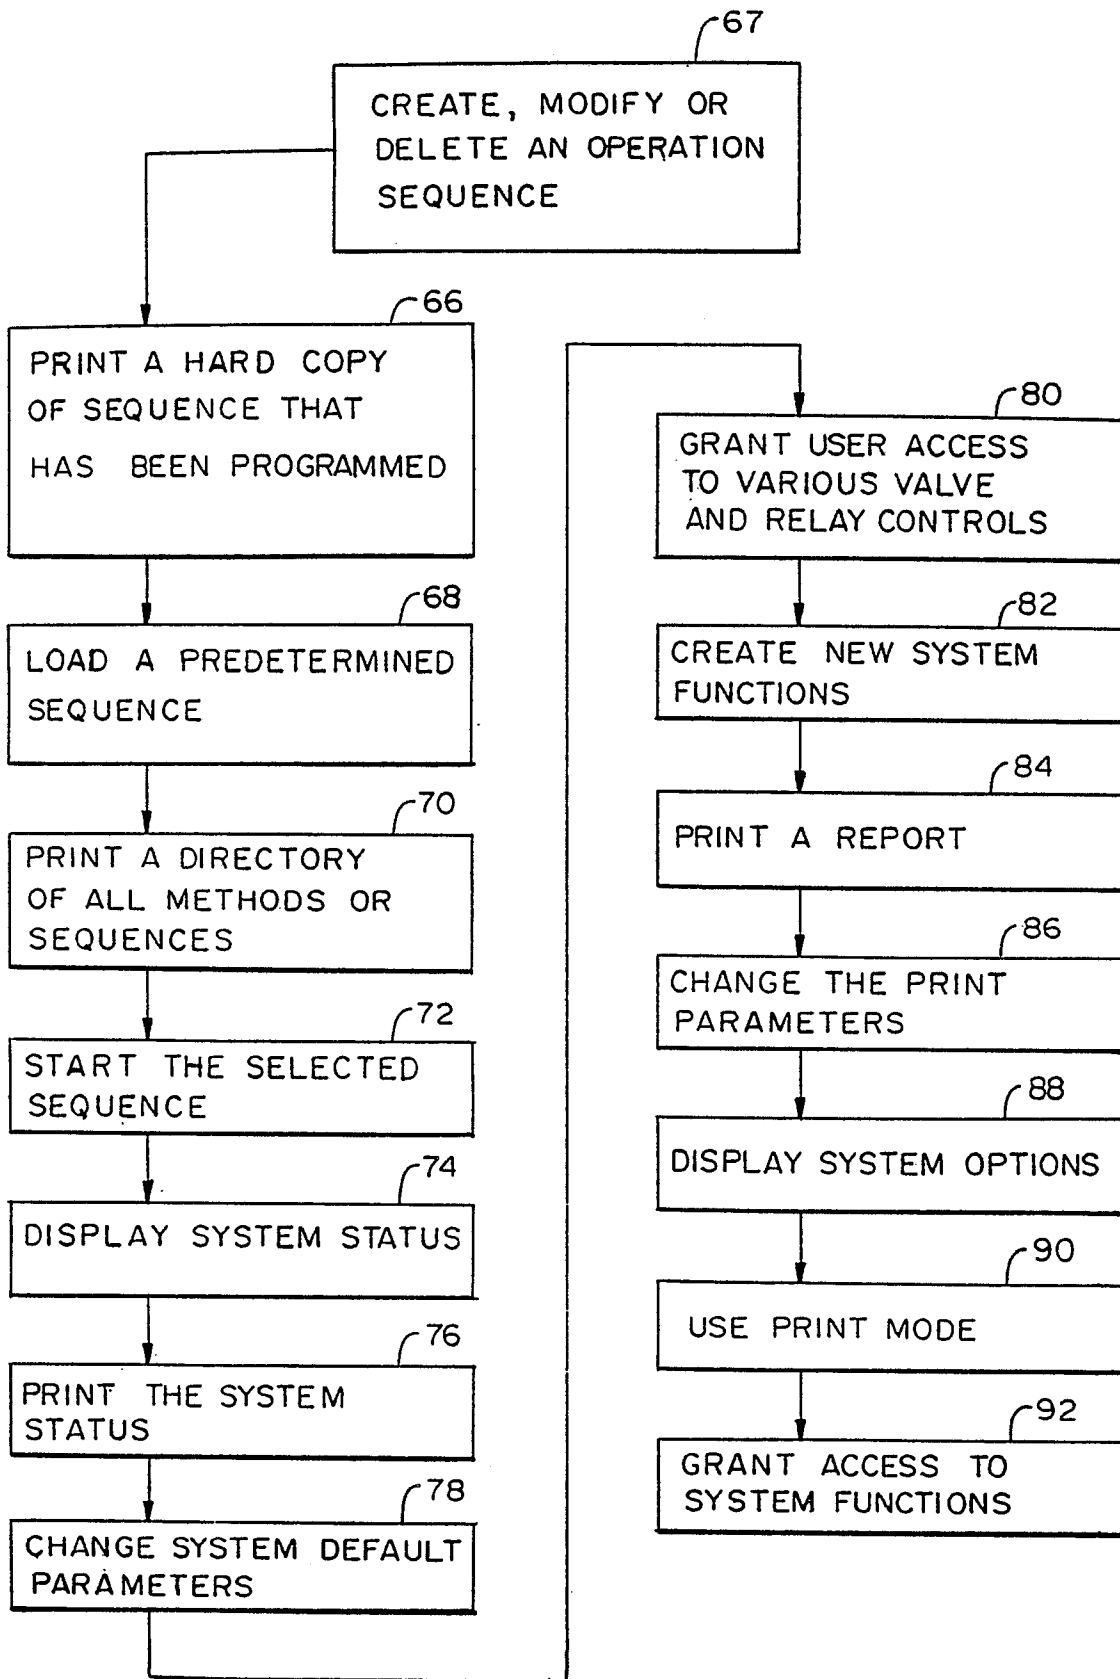 67
CREATE, MODIFY OR
DELETE AN OPERATION
SEQUENCE
66
PRINT A HARD COPY
OF SEQUENCE THAT
HAS BEEN PROGRAMMED
68
LOAD A PREDETERMINED
SEQUENCE
70
PRINT A DIRECTORY
OF ALL METHODS OR
SEQUENCES
72
START THE SELECTED
SEQUENCE
74
DISPLAY SYSTEM STATUS
76
PRINT THE SYSTEM
STATUS
78
CHANGE SYSTEM DEFAULT
PARAMETERS
80
GRANT USER ACCESS
TO VARIOUS VALVE
AND RELAY CONTROLS
82
CREATE NEW SYSTEM
FUNCTIONS
84
PRINT A REPORT
86
CHANGE THE PRINT
PARAMETERS
88
DISPLAY SYSTEM OPTIONS
90
USE PRINT MODE
92
GRANT ACCESS TO
SYSTEM FUNCTIONS